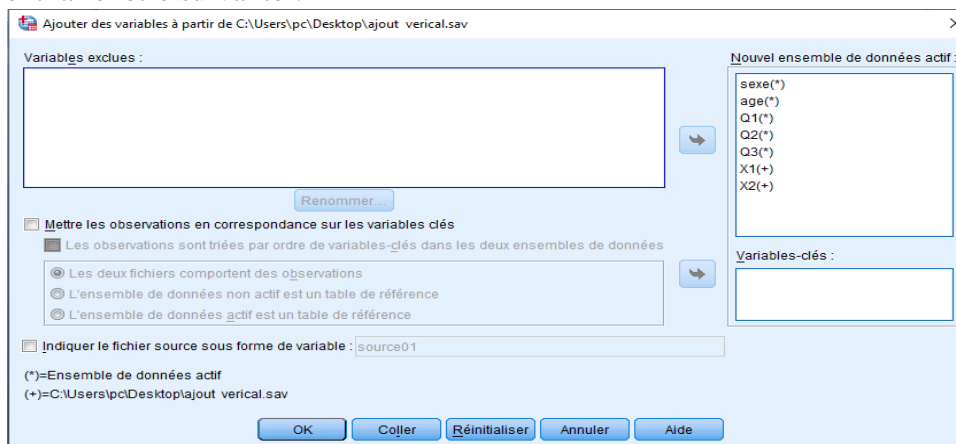 Ajouter des variables à partir de C:\Users\pc\Desktop\ajout verical.sav
Variables exclues :
Renommer...
Mettre les observations en correspondance sur les variables clés
Les observations sont triées par ordre de variables-clés dans les deux ensembles de données
Les deux fichiers comportent des observations
L'ensemble de données non actif est un table de référence
L'ensemble de données actif est un table de référence
Indiquer le fichier source sous forme de variable : source01
(*)=Ensemble de données actif
(+)=C:\Users\pc\Desktop\ajout verical.sav
Nouvel ensemble de données actif :
sexe(*)
age(*)
Q1(*)
Q2(*)
Q3(*)
X1(+)
X2(+)
Variables-clés :
OK Coller Réinitialiser Annuler Aide